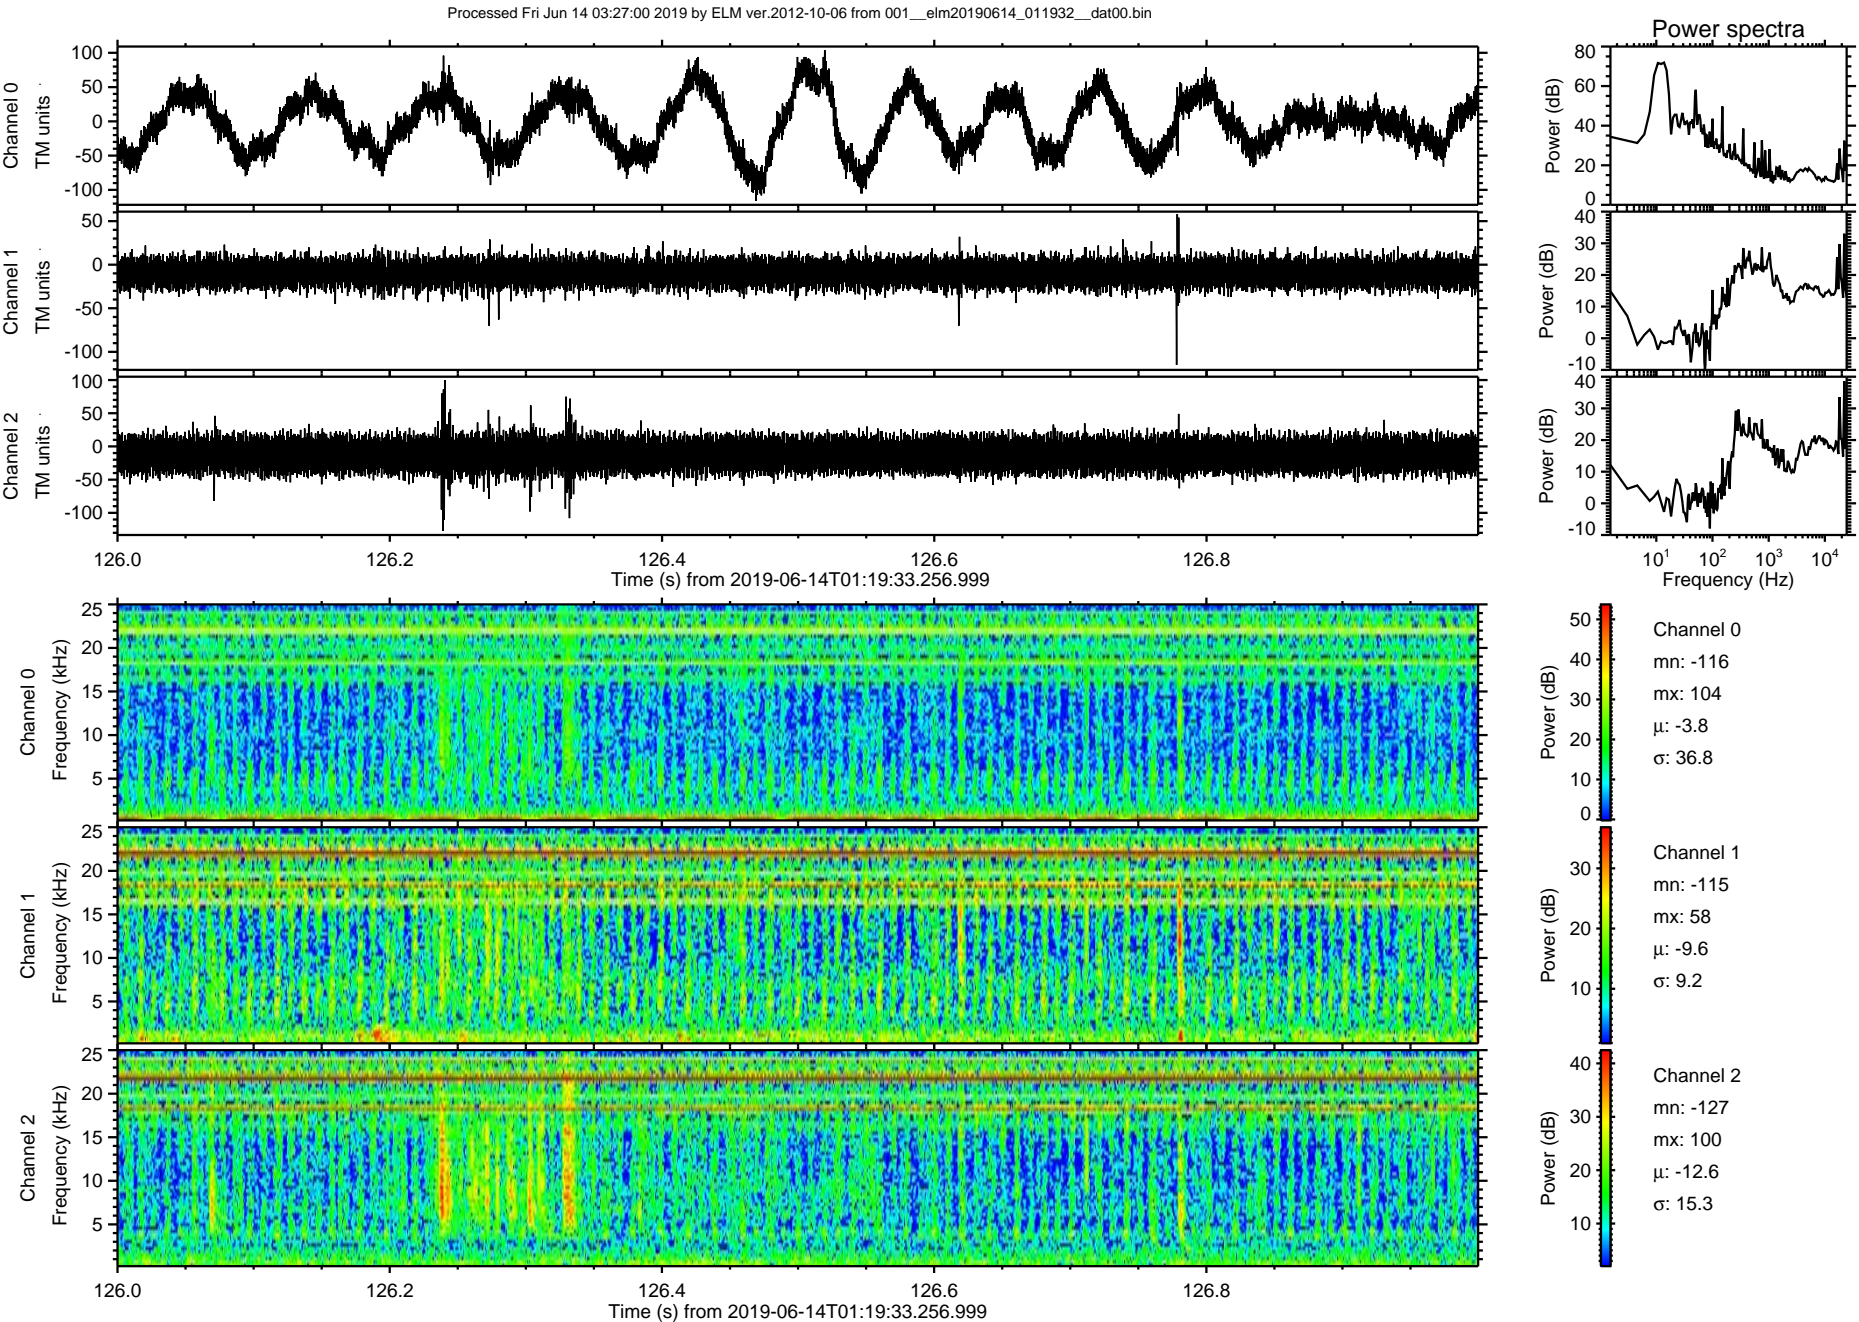 Processed Fri Jun 14 03:27:00 2019 by ELM ver.2012-10-06 from 001__elm20190614_011932__dat00.bin
Power spectra
Channel 0
TM units
100
50
0
-50
-100
Power (dB)
80
60
40
20
0
Channel 1
TM units
50
0
-50
-100
Power (dB)
40
30
20
10
0
-10
Channel 2
TM units
100
50
0
-50
-100
Power (dB)
40
30
20
10
0
-10
126.0 126.2 126.4 126.6 126.8
Time (s) from 2019-06-14T01:19:33.256.999
10¹ 10² 10³ 10⁴
Frequency (Hz)
Channel 0
Frequency (kHz)
25
20
15
10
5
Power (dB)
50
40
30
20
10
0
Channel 0
mn: -116
mx: 104
μ: -3.8
σ: 36.8
Channel 1
Frequency (kHz)
25
20
15
10
5
Power (dB)
30
20
10
Channel 1
mn: -115
mx: 58
μ: -9.6
σ: 9.2
Channel 2
Frequency (kHz)
25
20
15
10
5
Power (dB)
40
30
20
10
Channel 2
mn: -127
mx: 100
μ: -12.6
σ: 15.3
126.0 126.2 126.4 126.6 126.8
Time (s) from 2019-06-14T01:19:33.256.999